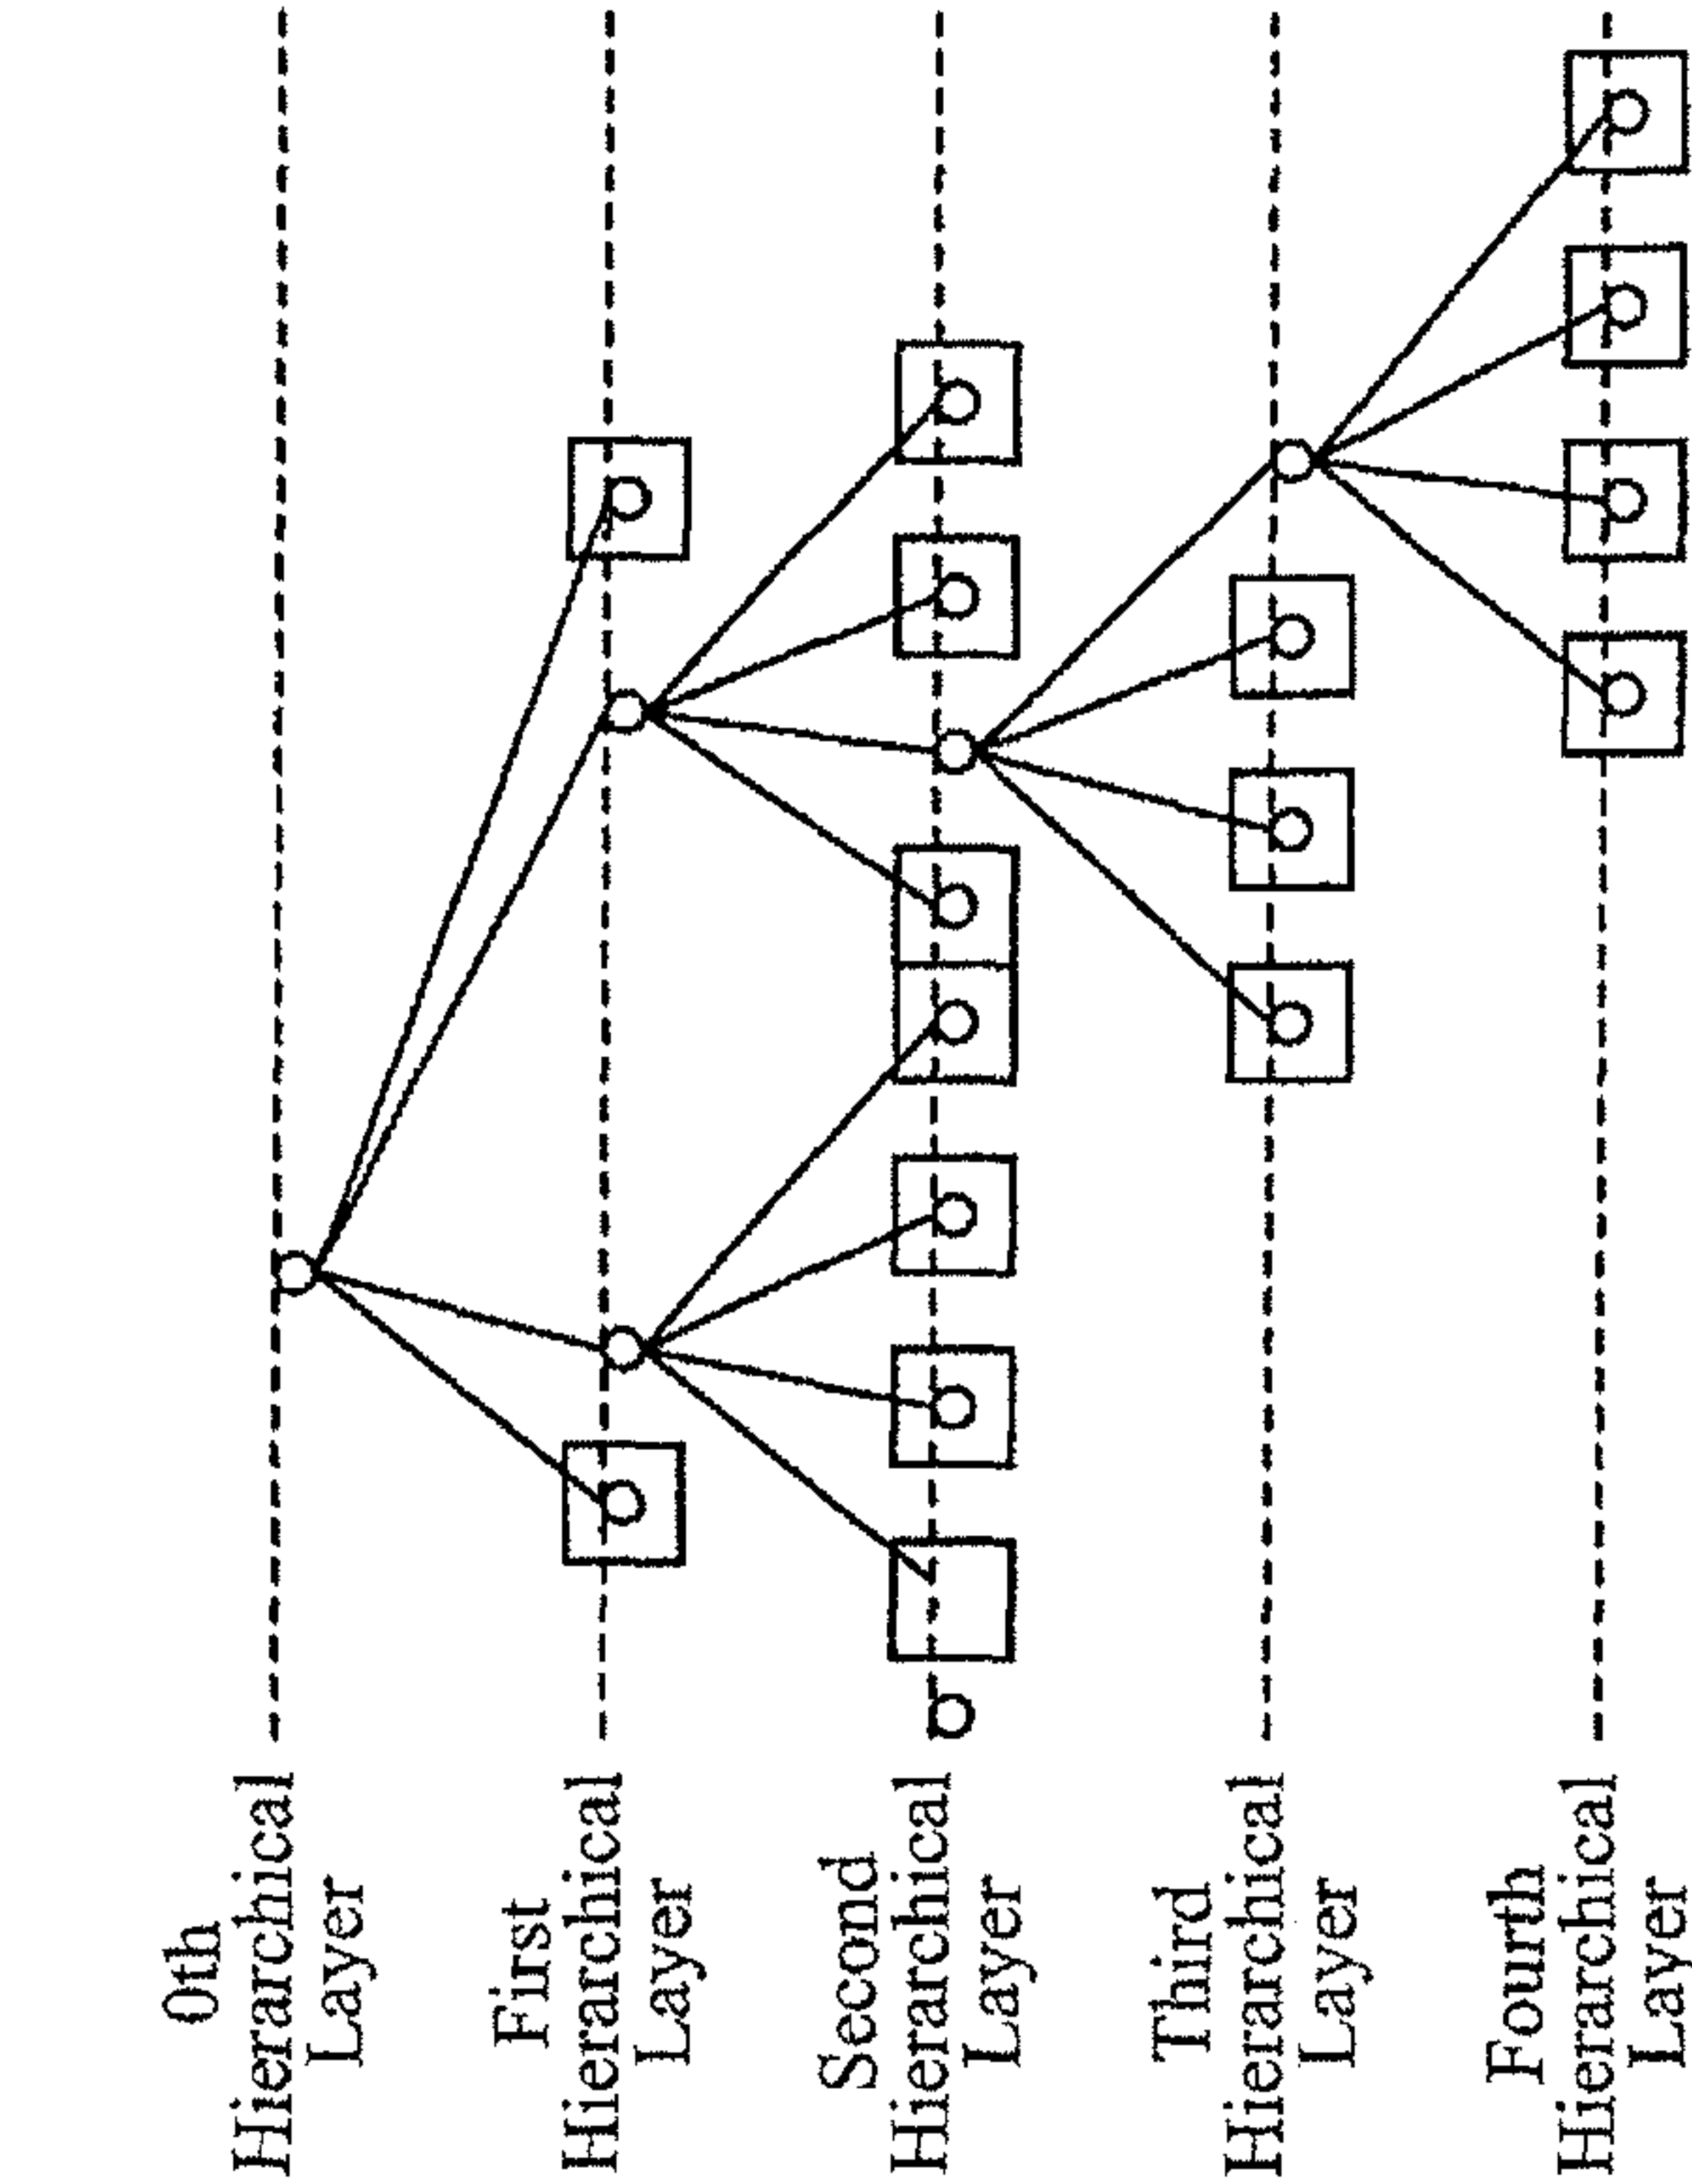 0th
Hierarchical
Layer
First
Hierarchical
Layer
Second
Hierarchical
Layer
Third
Hierarchical
Layer
Fourth
Hierarchical
Layer